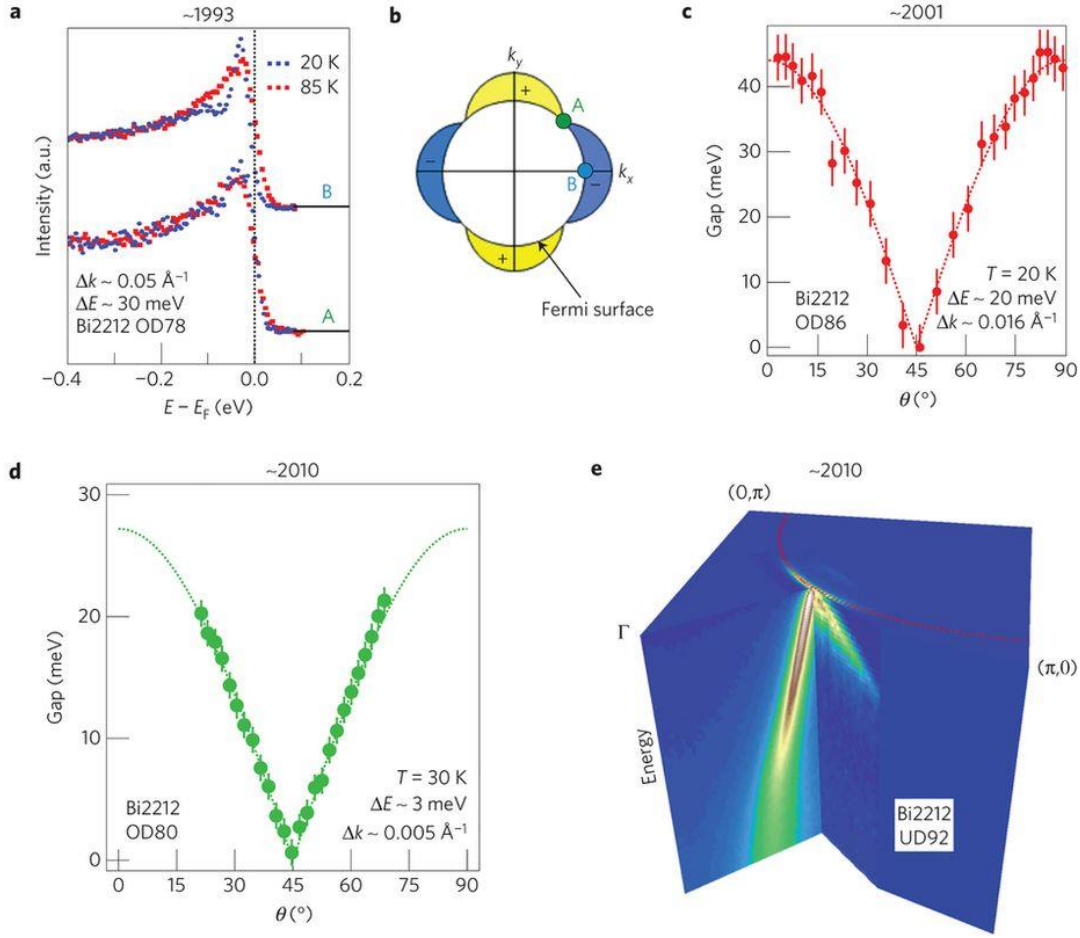 a
~1993
20 K
85 K
B
A
Intensity (a.u.)
Δk ~ 0.05 Å⁻¹
ΔE ~ 30 meV
Bi2212 OD78
−0.4
−0.2
0.0
0.2
E − E_F (eV)
b
k_y
+
A
−
B
−
k_x
+
Fermi surface
c
~2001
Gap (meV)
40
20
0
T = 20 K
ΔE ~ 20 meV
Δk ~ 0.016 Å⁻¹
Bi2212
OD86
0
15
30
45
60
75
90
θ (°)
d
~2010
Gap (meV)
30
20
10
0
T = 30 K
ΔE ~ 3 meV
Δk ~ 0.005 Å⁻¹
Bi2212
OD80
0
15
30
45
60
75
90
θ (°)
e
~2010
(0,π)
Γ
(π,0)
Energy
Bi2212
UD92